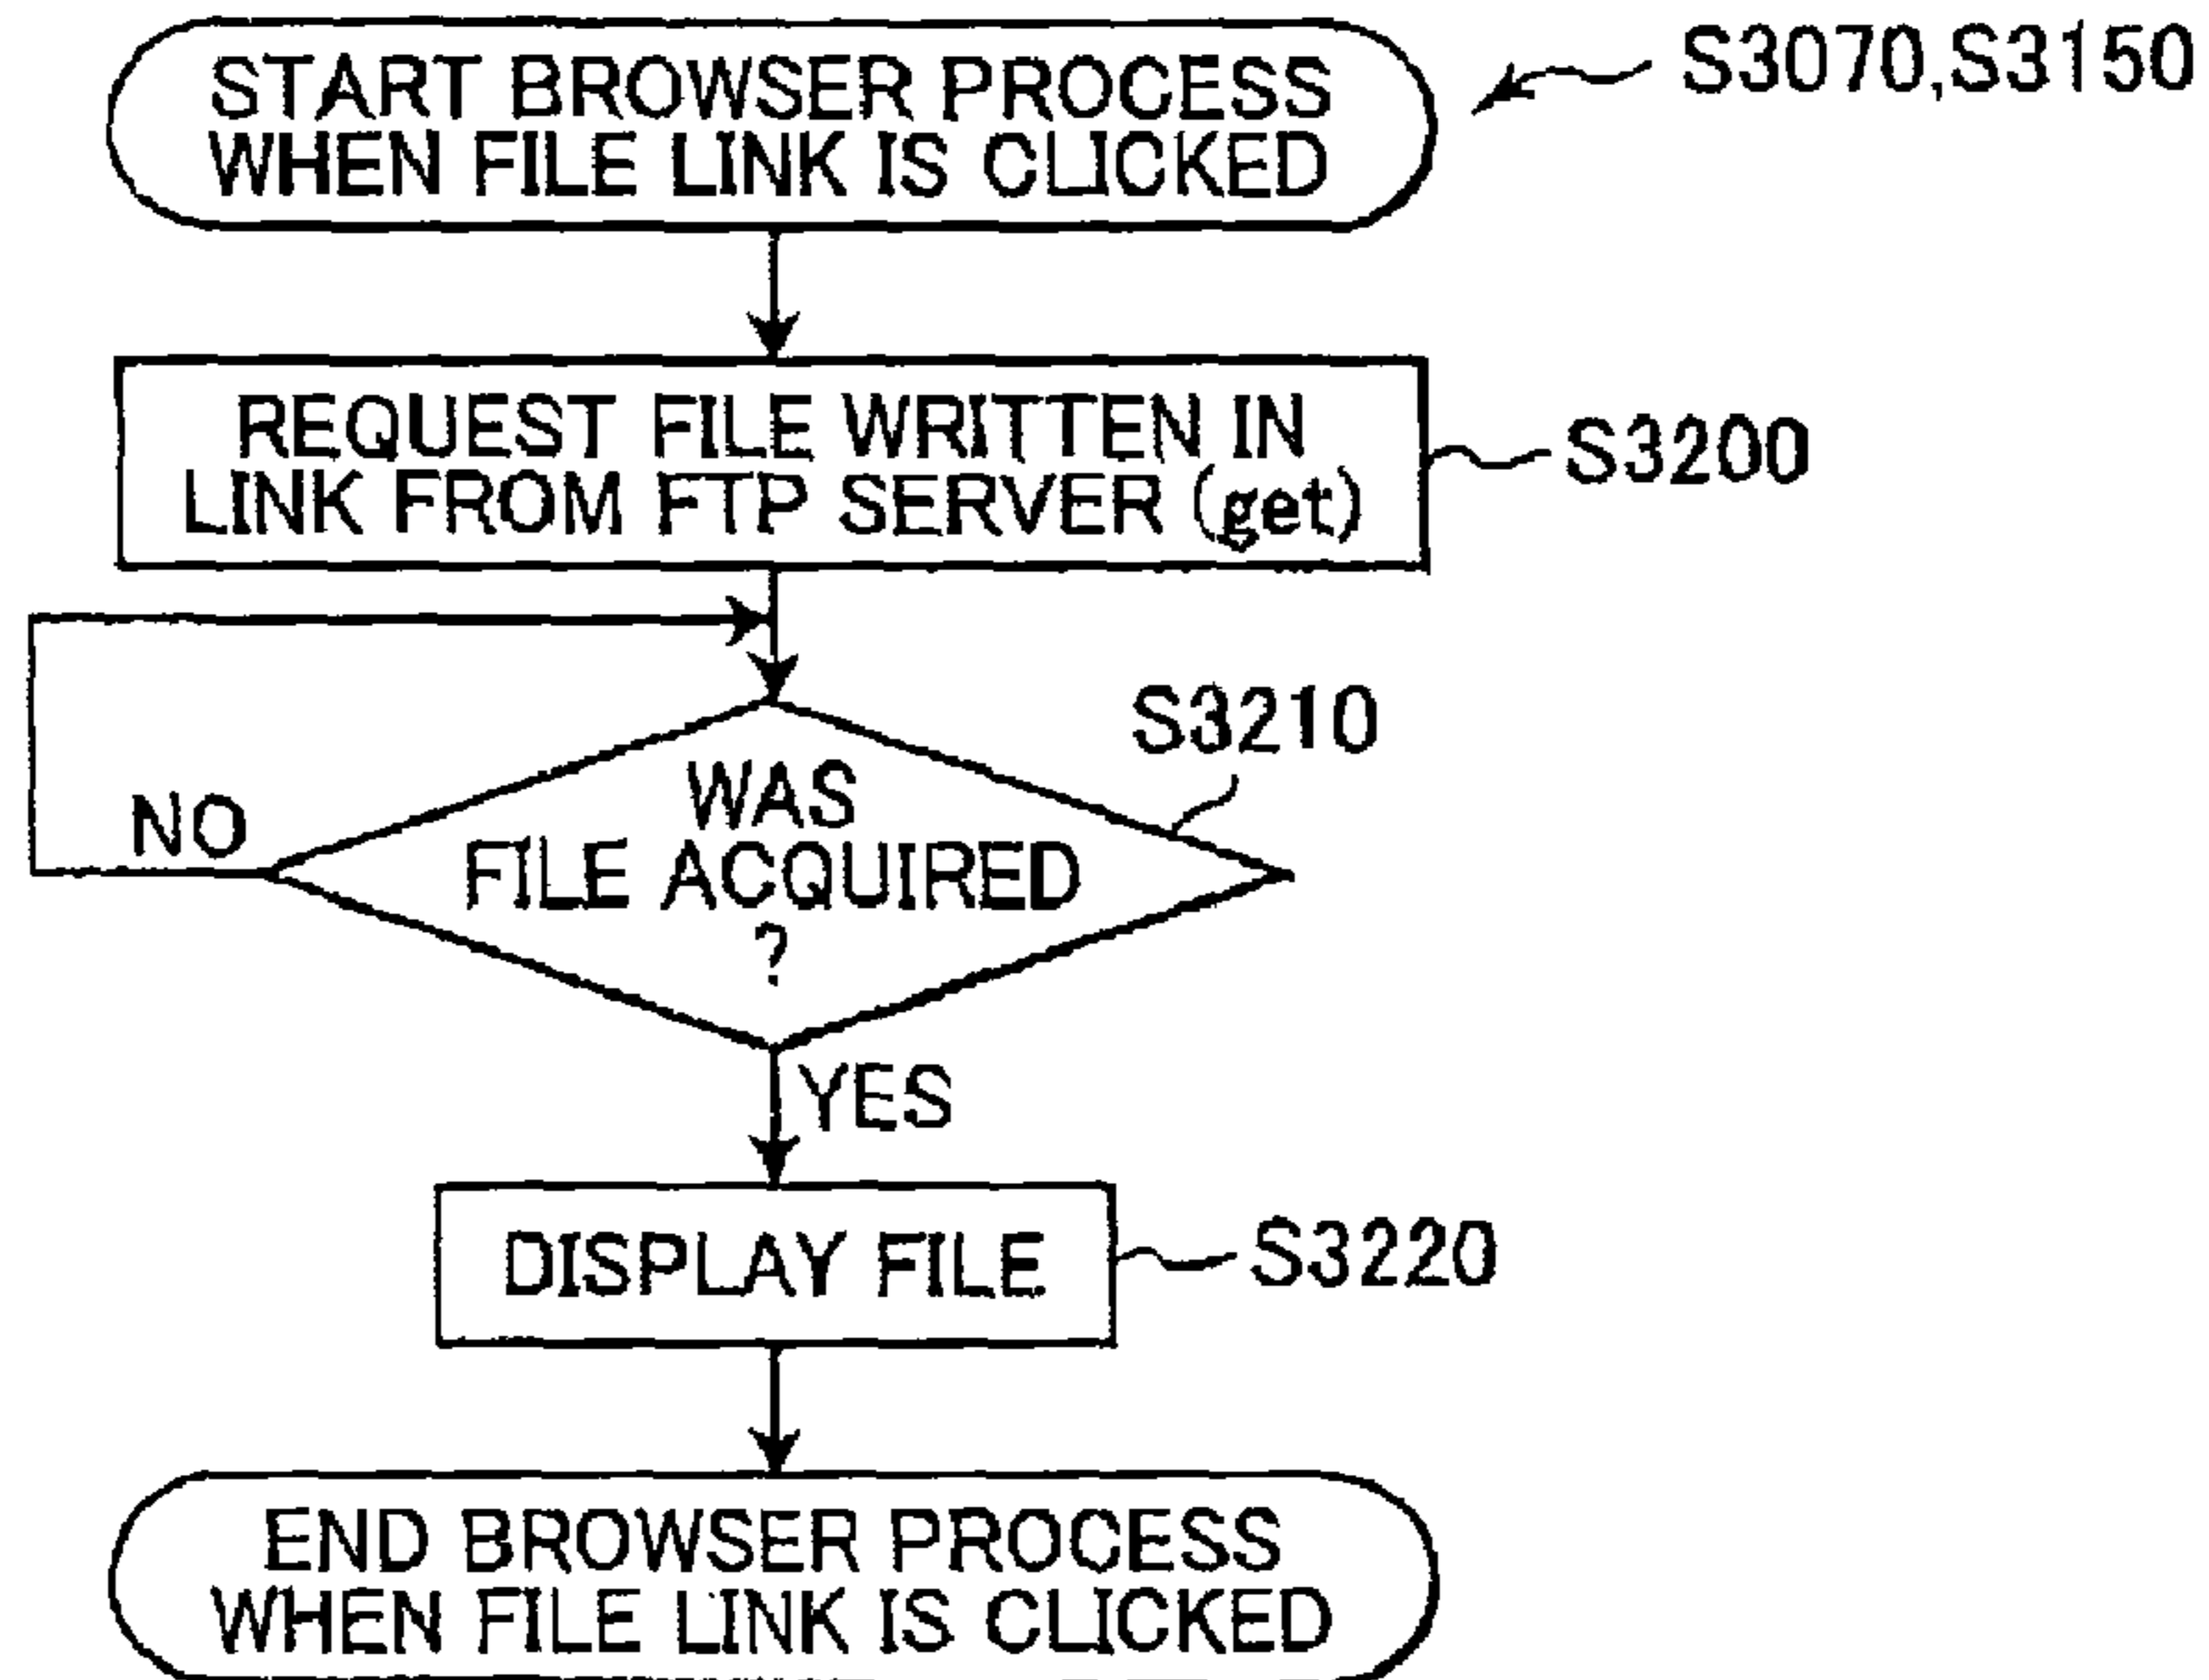 START BROWSER PROCESS
WHEN FILE LINK IS CLICKED
S3070,S3150
REQUEST FILE WRITTEN IN
LINK FROM FTP SERVER (get)
S3200
S3210
WAS
FILE ACQUIRED
?
NO
YES
DISPLAY FILE
S3220
END BROWSER PROCESS
WHEN FILE LINK IS CLICKED